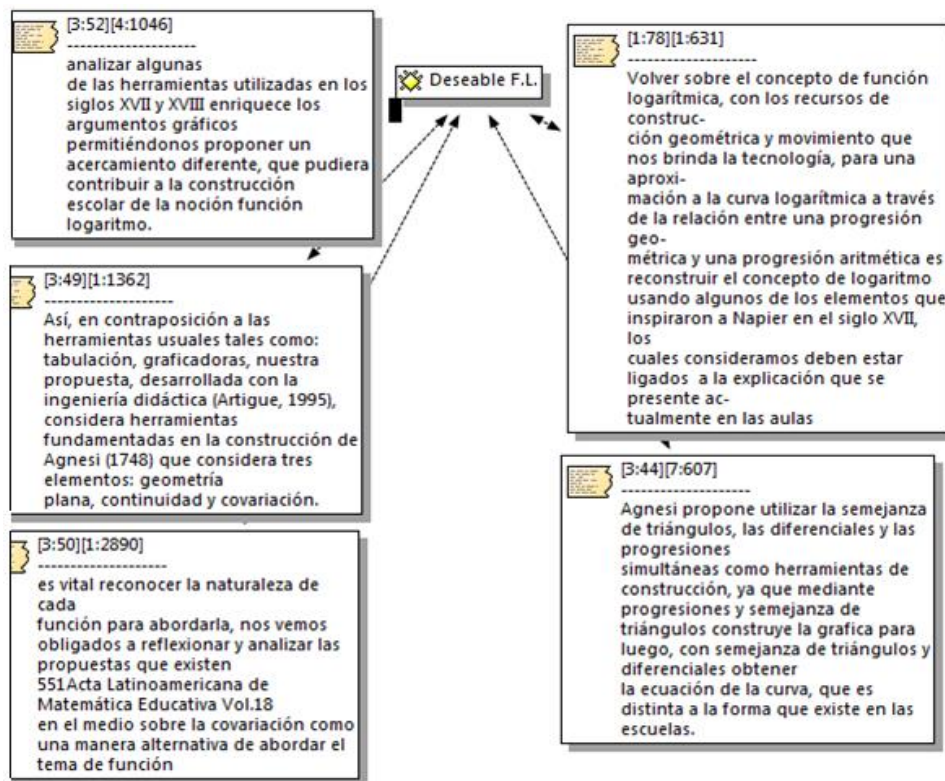 [3:52][4:1046]
--------------------
analizar algunas
de las herramientas utilizadas en los
siglos XVII y XVIII enriquece los
argumentos gráficos
permitiéndonos proponer un
acercamiento diferente, que pudiera
contribuir a la construcción
escolar de la noción función
logaritmo.
Deseable F.L.
[1:78][1:631]
--------------------
Volver sobre el concepto de función
logarítmica, con los recursos de
construc-
ción geométrica y movimiento que
nos brinda la tecnología, para una
aproxi-
mación a la curva logarítmica a través
de la relación entre una progresión
geo-
métrica y una progresión aritmética es
reconstruir el concepto de logaritmo
usando algunos de los elementos que
inspiraron a Napier en el siglo XVII,
los
cuales consideramos deben estar
ligados a la explicación que se
presente ac-
tualmente en las aulas
[3:49][1:1362]
--------------------
Así, en contraposición a las
herramientas usuales tales como:
tabulación, graficadoras, nuestra
propuesta, desarrollada con la
ingeniería didáctica (Artigue, 1995),
considera herramientas
fundamentadas en la construcción de
Agnesi (1748) que considera tres
elementos: geometría
plana, continuidad y covariación.
[3:44][7:607]
--------------------
Agnesi propone utilizar la semejanza
de triángulos, las diferenciales y las
progresiones
simultáneas como herramientas de
construcción, ya que mediante
progresiones y semejanza de
triángulos construye la grafica para
luego, con semejanza de triángulos y
diferenciales obtener
la ecuación de la curva, que es
distinta a la forma que existe en las
escuelas.
[3:50][1:2890]
--------------------
es vital reconocer la naturaleza de
cada
función para abordarla, nos vemos
obligados a reflexionar y analizar las
propuestas que existen
551Acta Latinoamericana de
Matemática Educativa Vol.18
en el medio sobre la covariación como
una manera alternativa de abordar el
tema de función